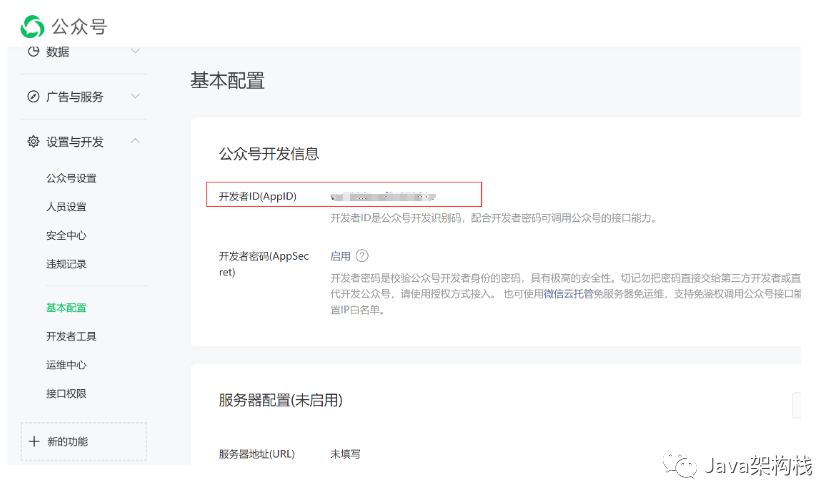 公众号
数据
广告与服务
设置与开发
公众号设置
人员设置
安全中心
违规记录
基本配置
开发者工具
运维中心
接口权限
新的功能
基本配置
公众号开发信息
开发者ID(AppID)
开发者ID是公众号开发识别码，配合开发者密码可调用公众号的接口能力。
开发者密码(AppSec
ret)
启用
开发者密码是校验公众号开发者身份的密码，具有极高的安全性。切记勿把密码直接交给第三方开发者或直
代开发公众号，请使用授权方式接入。 也可使用微信云托管免服务器免运维，支持免鉴权调用公众号接口能
置IP白名单。
服务器配置(未启用)
服务器地址(URL) 未填写
Java架构栈